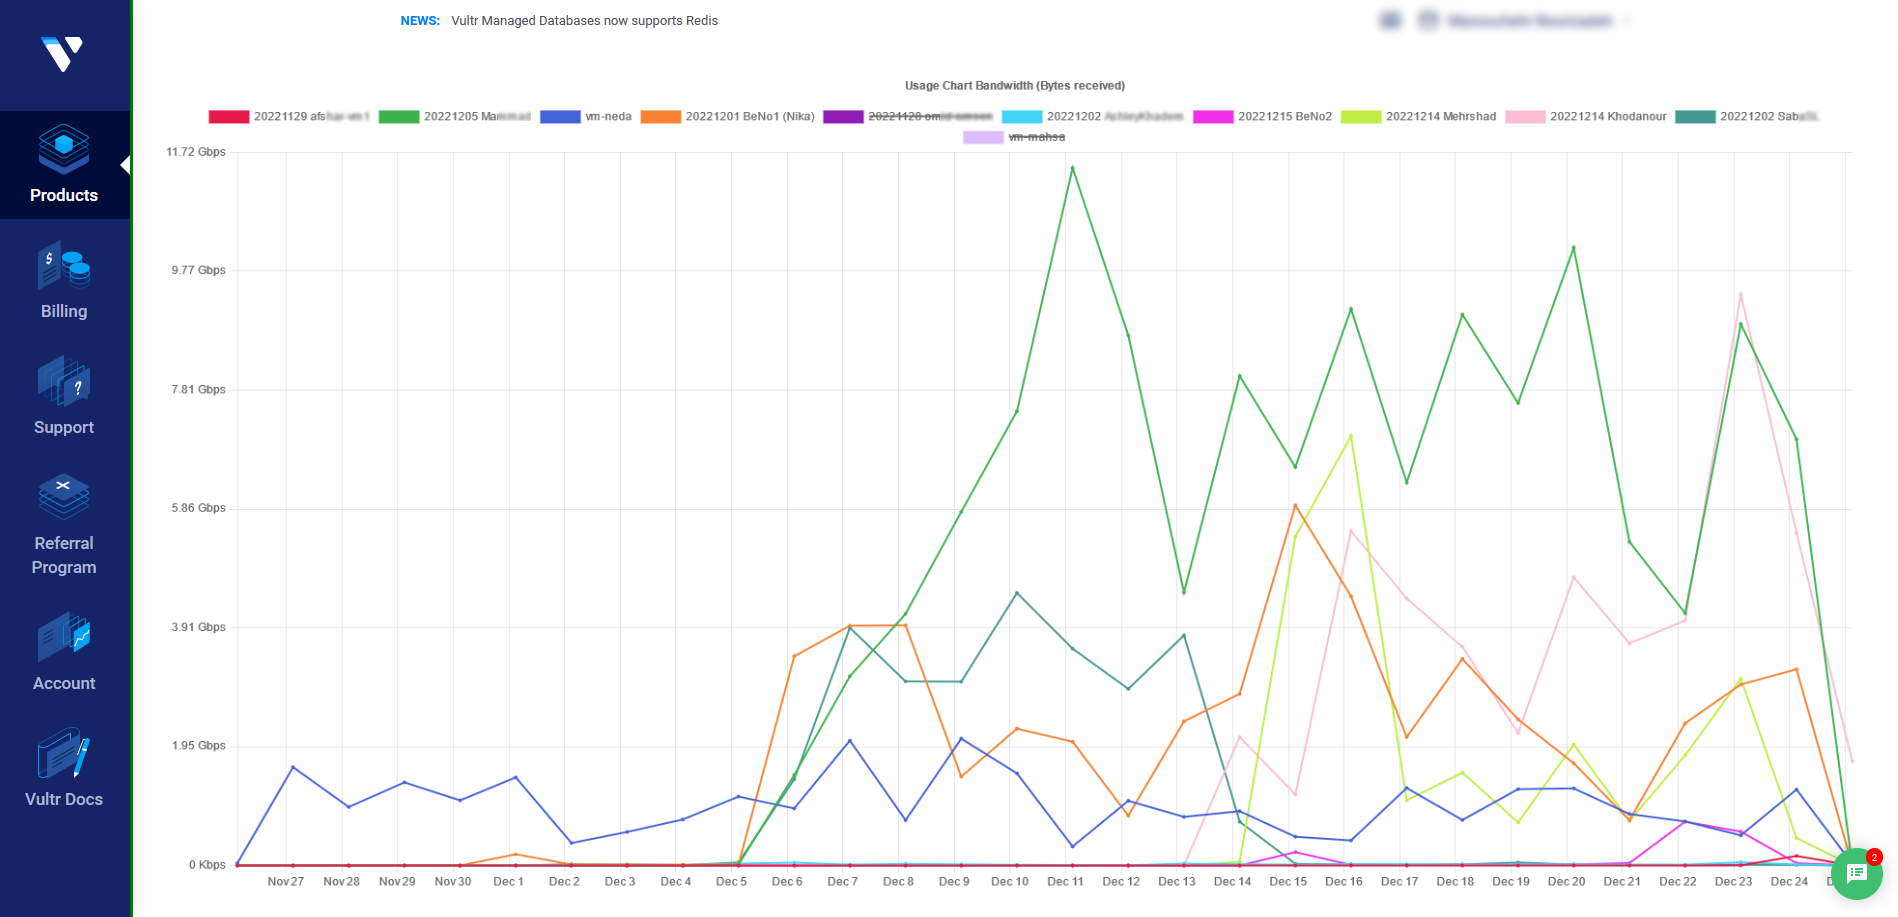 NEWS: Vultr Managed Databases now supports Redis
Usage Chart Bandwidth (Bytes received)
20221129 20221205 vm-neda 20221201 BeNo1 (Nika) 20221128 20221202 20221215 BeNo2 20221214 Mehrshad 20221214 Khodanour 20221202
vm-mahsa
Products
Billing
Support
Referral
Program
Account
Vultr Docs
11.72 Gbps
9.77 Gbps
7.81 Gbps
5.86 Gbps
3.91 Gbps
1.95 Gbps
0 Kbps
Nov 27 Nov 28 Nov 29 Nov 30 Dec 1 Dec 2 Dec 3 Dec 4 Dec 5 Dec 6 Dec 7 Dec 8 Dec 9 Dec 10 Dec 11 Dec 12 Dec 13 Dec 14 Dec 15 Dec 16 Dec 17 Dec 18 Dec 19 Dec 20 Dec 21 Dec 22 Dec 23 Dec 24
2